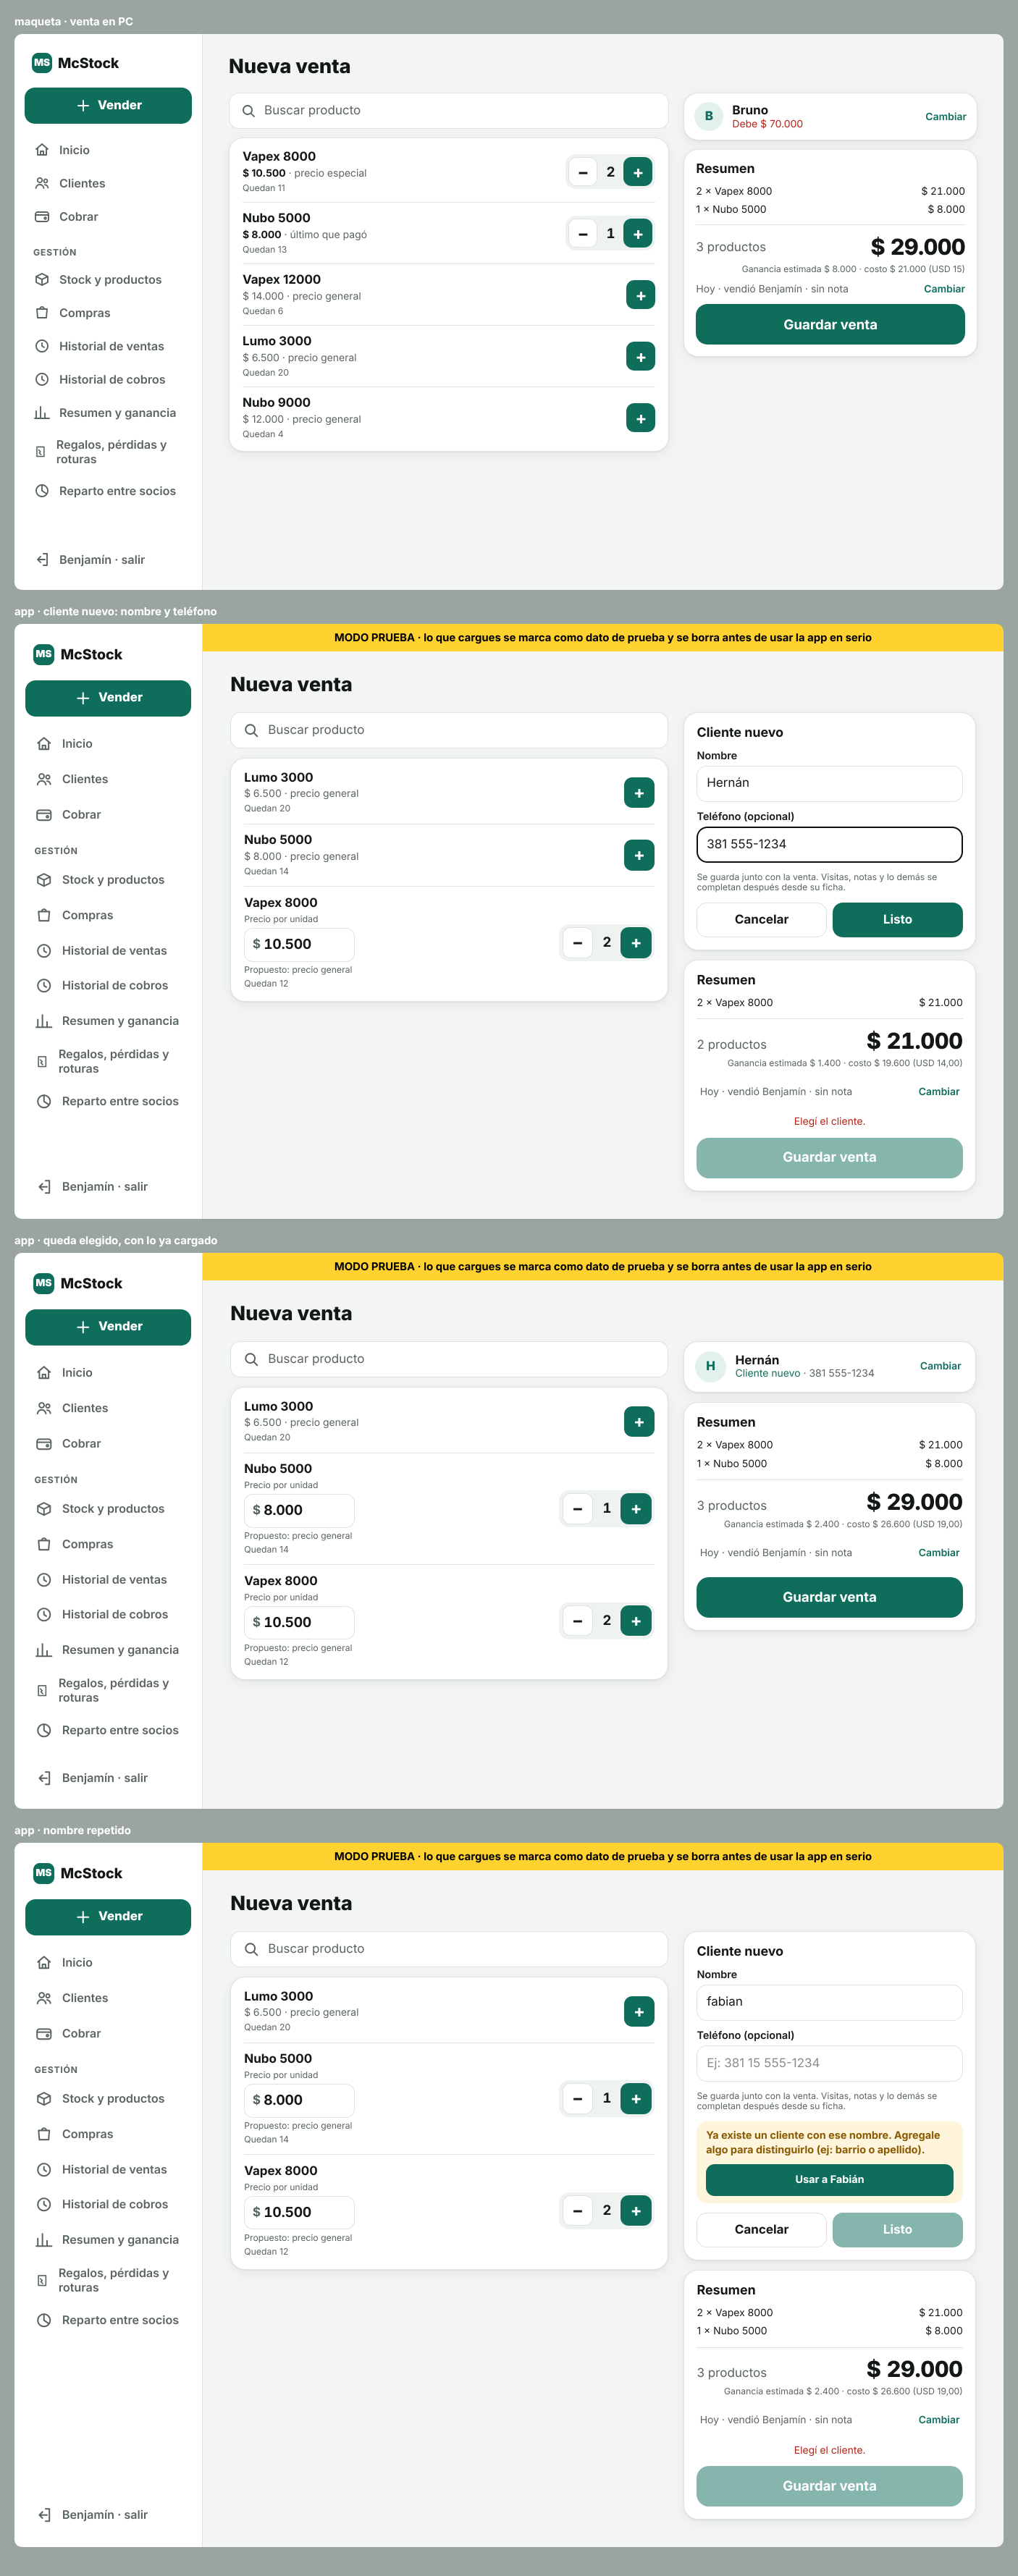 maqueta · venta en PC
MS McStock
+ Vender
Inicio
Clientes
Cobrar
GESTIÓN
Stock y productos
Compras
Historial de ventas
Historial de cobros
Resumen y ganancia
Regalos, pérdidas y
roturas
Reparto entre socios
Benjamín · salir
Nueva venta
Buscar producto
Vapex 8000
$ 10.500 · precio especial
Quedan 11
− 2 +
Nubo 5000
$ 8.000 · último que pagó
Quedan 13
− 1 +
Vapex 12000
$ 14.000 · precio general
Quedan 6
+
Lumo 3000
$ 6.500 · precio general
Quedan 20
+
Nubo 9000
$ 12.000 · precio general
Quedan 4
+
B
Bruno
Debe $ 70.000
Cambiar
Resumen
2 × Vapex 8000 $ 21.000
1 × Nubo 5000 $ 8.000
3 productos $ 29.000
Ganancia estimada $ 8.000 · costo $ 21.000 (USD 15)
Hoy · vendió Benjamín · sin nota Cambiar
Guardar venta
app · cliente nuevo: nombre y teléfono
MS McStock
+ Vender
Inicio
Clientes
Cobrar
GESTIÓN
Stock y productos
Compras
Historial de ventas
Historial de cobros
Resumen y ganancia
Regalos, pérdidas y
roturas
Reparto entre socios
Benjamín · salir
MODO PRUEBA · lo que cargues se marca como dato de prueba y se borra antes de usar la app en serio
Nueva venta
Buscar producto
Lumo 3000
$ 6.500 · precio general
Quedan 20
+
Nubo 5000
$ 8.000 · precio general
Quedan 14
+
Vapex 8000
Precio por unidad
$ 10.500
Propuesto: precio general
Quedan 12
− 2 +
Cliente nuevo
Nombre
Hernán
Teléfono (opcional)
381 555-1234
Se guarda junto con la venta. Visitas, notas y lo demás se
completan después desde su ficha.
Cancelar Listo
Resumen
2 × Vapex 8000 $ 21.000
2 productos $ 21.000
Ganancia estimada $ 1.400 · costo $ 19.600 (USD 14,00)
Hoy · vendió Benjamín · sin nota Cambiar
Elegí el cliente.
Guardar venta
app · queda elegido, con lo ya cargado
MS McStock
+ Vender
Inicio
Clientes
Cobrar
GESTIÓN
Stock y productos
Compras
Historial de ventas
Historial de cobros
Resumen y ganancia
Regalos, pérdidas y
roturas
Reparto entre socios
Benjamín · salir
MODO PRUEBA · lo que cargues se marca como dato de prueba y se borra antes de usar la app en serio
Nueva venta
Buscar producto
Lumo 3000
$ 6.500 · precio general
Quedan 20
+
Nubo 5000
Precio por unidad
$ 8.000
Propuesto: precio general
Quedan 14
− 1 +
Vapex 8000
Precio por unidad
$ 10.500
Propuesto: precio general
Quedan 12
− 2 +
H
Hernán
Cliente nuevo · 381 555-1234
Cambiar
Resumen
2 × Vapex 8000 $ 21.000
1 × Nubo 5000 $ 8.000
3 productos $ 29.000
Ganancia estimada $ 2.400 · costo $ 26.600 (USD 19,00)
Hoy · vendió Benjamín · sin nota Cambiar
Guardar venta
app · nombre repetido
MS McStock
+ Vender
Inicio
Clientes
Cobrar
GESTIÓN
Stock y productos
Compras
Historial de ventas
Historial de cobros
Resumen y ganancia
Regalos, pérdidas y
roturas
Reparto entre socios
Benjamín · salir
MODO PRUEBA · lo que cargues se marca como dato de prueba y se borra antes de usar la app en serio
Nueva venta
Buscar producto
Lumo 3000
$ 6.500 · precio general
Quedan 20
+
Nubo 5000
Precio por unidad
$ 8.000
Propuesto: precio general
Quedan 14
− 1 +
Vapex 8000
Precio por unidad
$ 10.500
Propuesto: precio general
Quedan 12
− 2 +
Cliente nuevo
Nombre
fabian
Teléfono (opcional)
Ej: 381 15 555-1234
Se guarda junto con la venta. Visitas, notas y lo demás se
completan después desde su ficha.
Ya existe un cliente con ese nombre. Agregale
algo para distinguirlo (ej: barrio o apellido).
Usar a Fabián
Cancelar Listo
Resumen
2 × Vapex 8000 $ 21.000
1 × Nubo 5000 $ 8.000
3 productos $ 29.000
Ganancia estimada $ 2.400 · costo $ 26.600 (USD 19,00)
Hoy · vendió Benjamín · sin nota Cambiar
Elegí el cliente.
Guardar venta